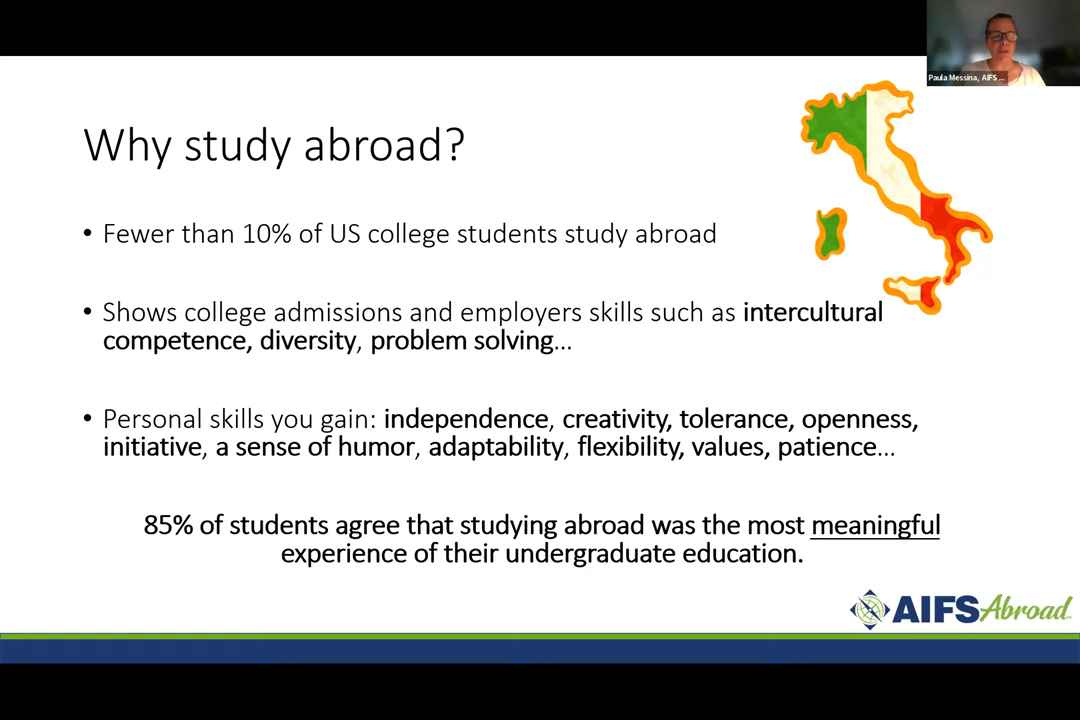 Paula Messina, AIFS ...
Why study abroad?
• Fewer than 10% of US college students study abroad
• Shows college admissions and employers skills such as intercultural
competence, diversity, problem solving...
• Personal skills you gain: independence, creativity, tolerance, openness,
initiative, a sense of humor, adaptability, flexibility, values, patience...
85% of students agree that studying abroad was the most meaningful
experience of their undergraduate education.
AIFS Abroad